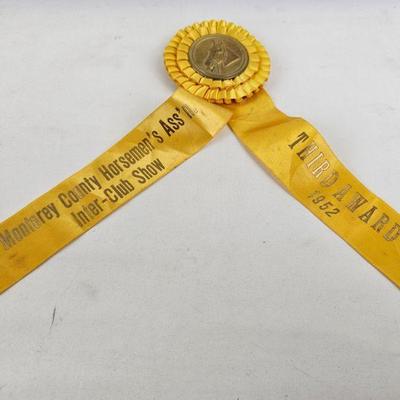 Monterey County Horsemen's Ass'n.
Inter-Club Show
THIRD AWARD
1952